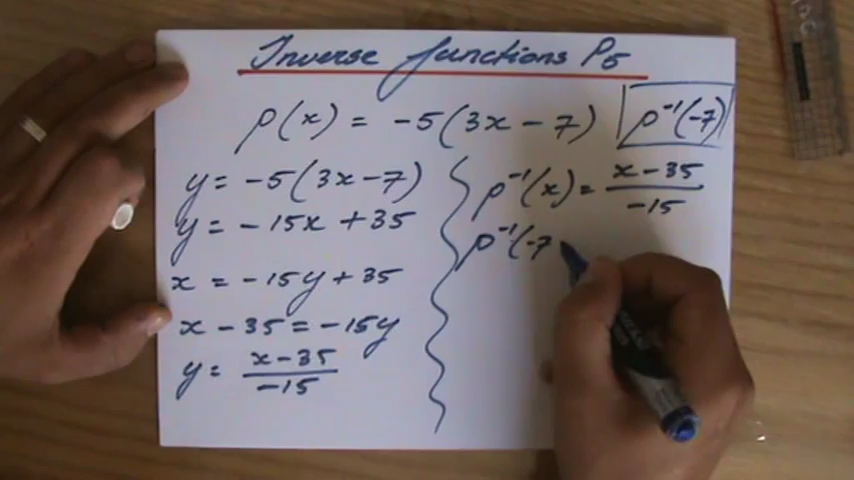 Inverse functions P5
ρ(x) = -5(3x - 7) ρ⁻¹(-7)
y = -5(3x - 7)
y = -15x + 35
x = -15y + 35
x - 35 = -15y
y = x - 35
-15
ρ⁻¹(x) = x - 35
-15
ρ⁻¹(-7